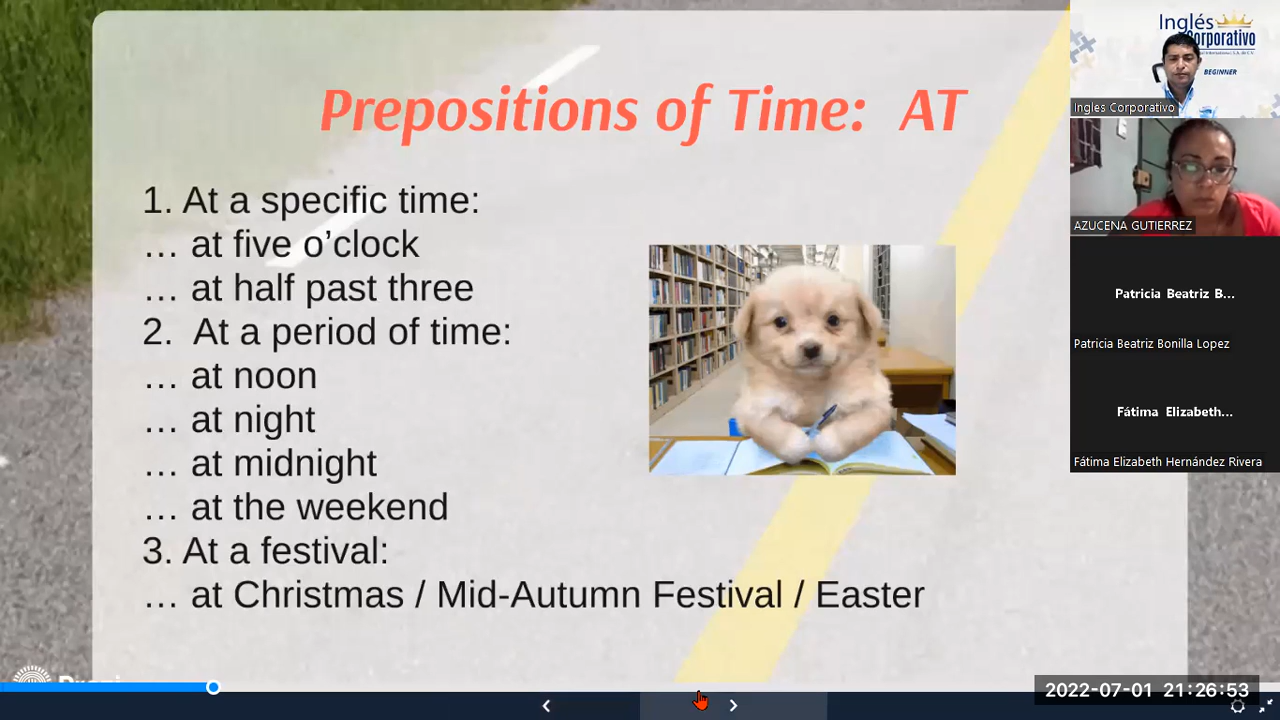 Prepositions of Time: AT
1. At a specific time:
… at five o’clock
… at half past three
2. At a period of time:
… at noon
… at night
… at midnight
… at the weekend
3. At a festival:
… at Christmas / Mid-Autumn Festival / Easter
Inglés
Corporativo
BEGINNER
Ingles Corporativo
AZUCENA GUTIERREZ
Patricia Beatriz B...
Patricia Beatriz Bonilla Lopez
Fátima Elizabeth...
Fátima Elizabeth Hernández Rivera
Prezi
2022-07-01 21:26:53